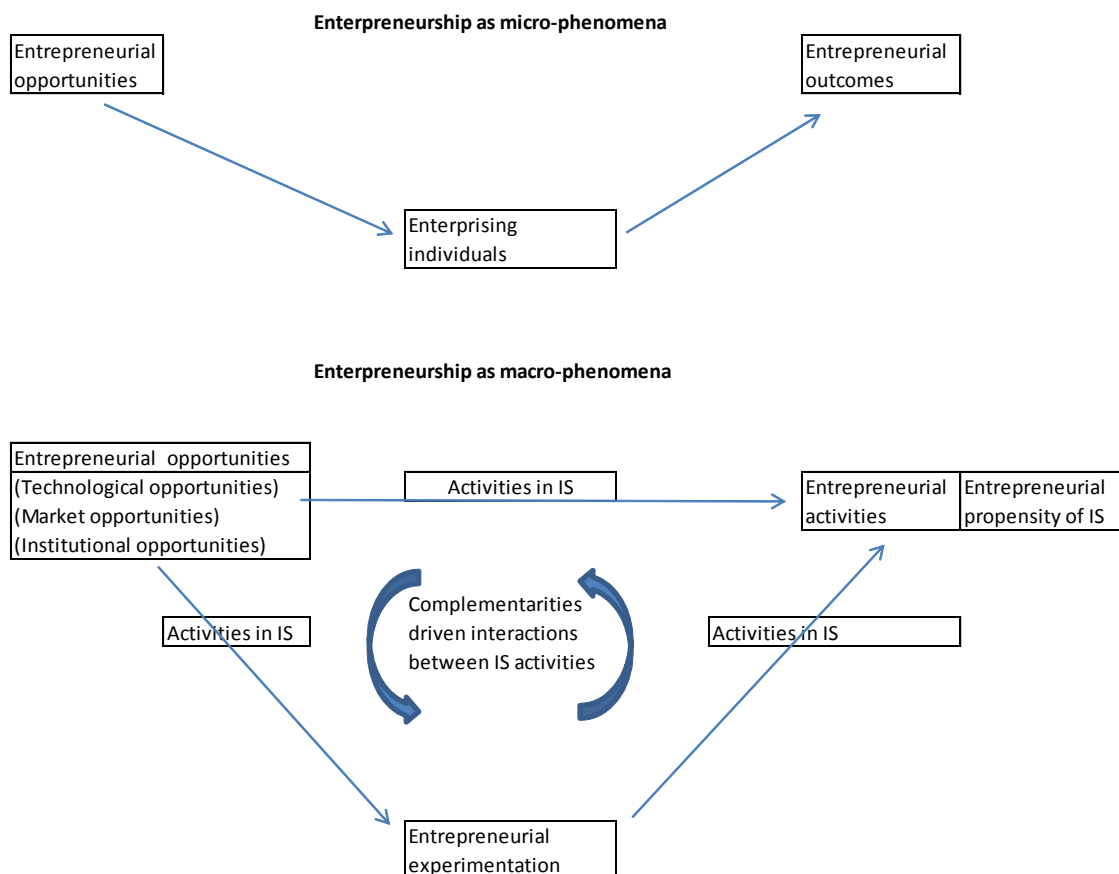 Enterpreneurship as micro-phenomena
Entrepreneurial
opportunities
Entrepreneurial
outcomes
Enterprising
individuals
Enterpreneurship as macro-phenomena
Entrepreneurial opportunities
(Technological opportunities)
(Market opportunities)
(Institutional opportunities)
Activities in IS
Entrepreneurial
activities
Entrepreneurial
propensity of IS
Activities in IS
Complementarities
driven interactions
between IS activities
Activities in IS
Entrepreneurial
experimentation